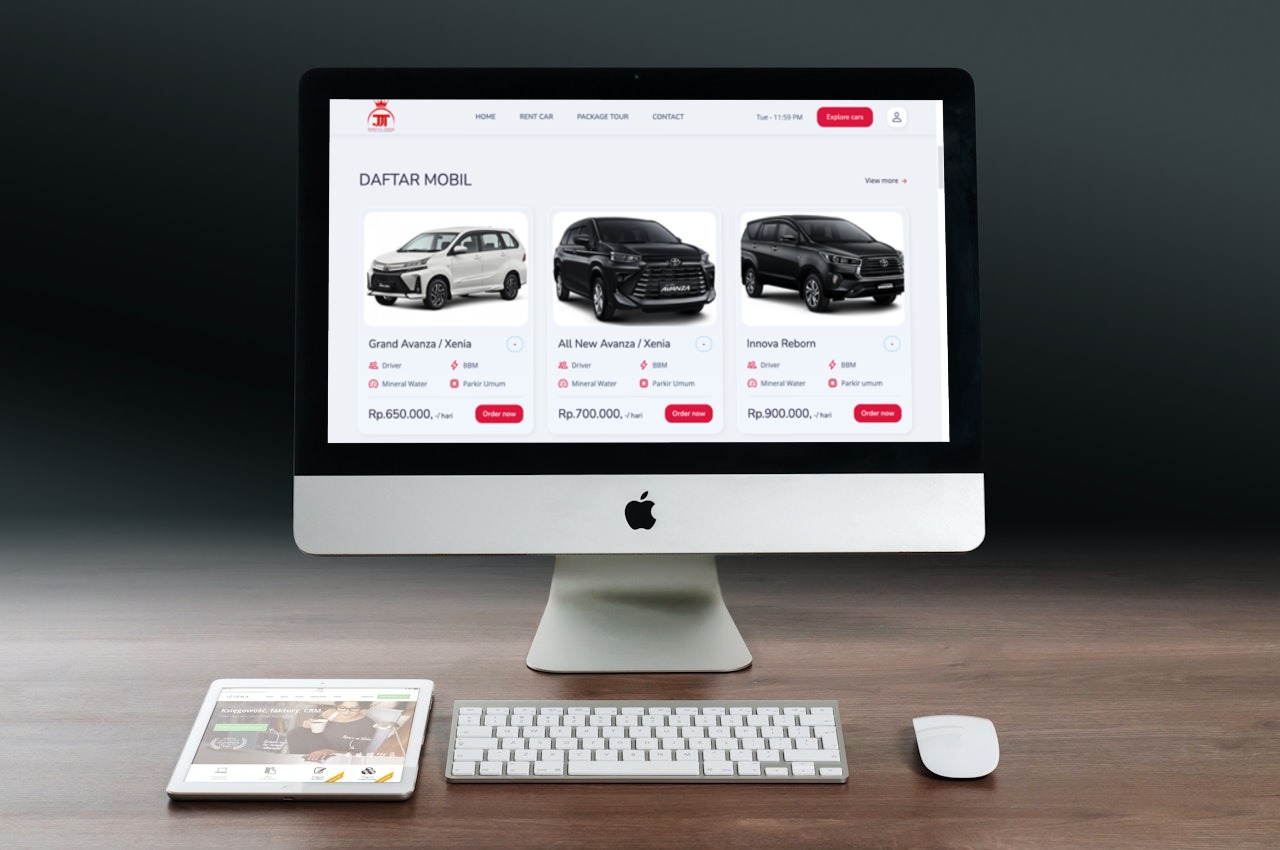 JJT
HOME RENT CAR PACKAGE TOUR CONTACT Tue - 11:59 PM Explore cars
DAFTAR MOBIL View more →
AVANZA
Grand Avanza / Xenia All New Avanza / Xenia Innova Reborn
Driver BBM Driver BBM Driver BBM
Mineral Water Parkir Umum Mineral Water Parkir Umum Mineral Water Parkir umum
Rp.650.000, -/ hari Order now Rp.700.000, -/ hari Order now Rp.900.000, -/ hari Order now
Księgowość, faktury, CRM